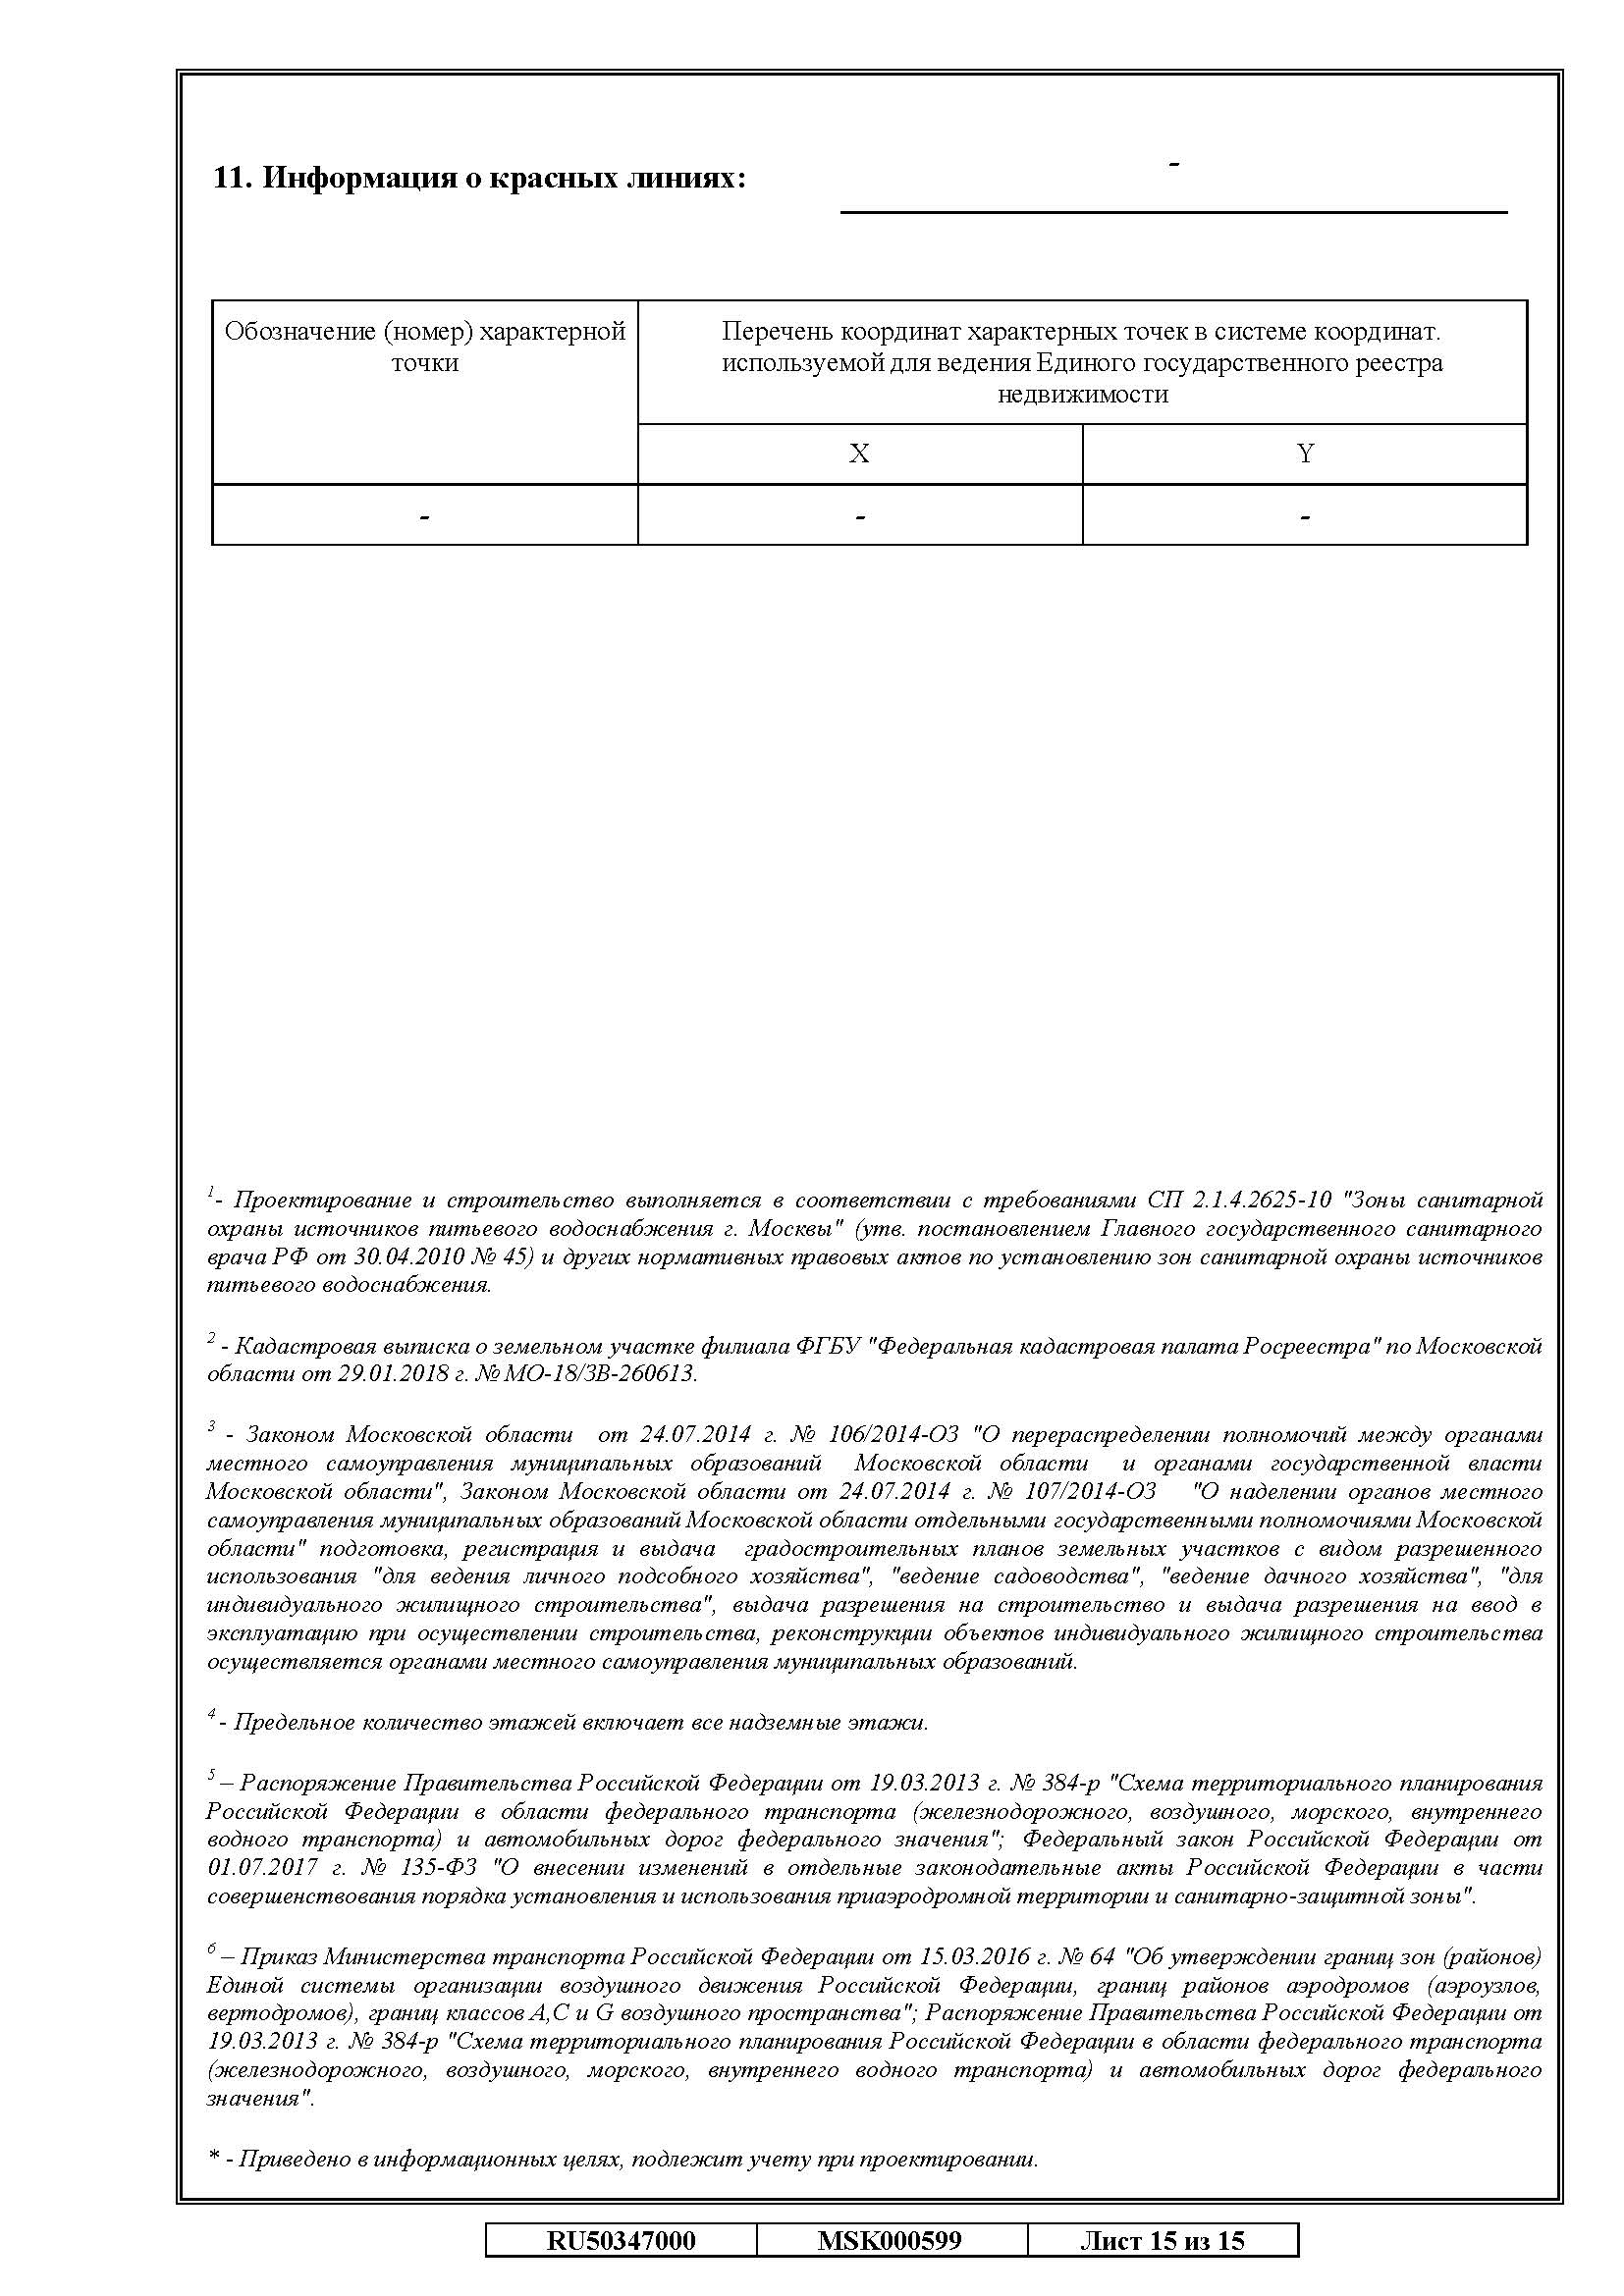 -
11. Информация о красных линиях:
Обозначение (номер) характерной
точки
Перечень координат характерных точек в системе координат.
используемой для ведения Единого государственного реестра
недвижимости
X
Y
-
-
-
1- Проектирование и строительство выполняется в соответствии с требованиями СП 2.1.4.2625-10 "Зоны санитарной
охраны источников питьевого водоснабжения г. Москвы" (утв. постановлением Главного государственного санитарного
врача РФ от 30.04.2010 № 45) и других нормативных правовых актов по установлению зон санитарной охраны источников
питьевого водоснабжения.
2 - Кадастровая выписка о земельном участке филиала ФГБУ "Федеральная кадастровая палата Росреестра" по Московской
области от 29.01.2018 г. № МО-18/ЗВ-260613.
3 - Законом Московской области от 24.07.2014 г. № 106/2014-ОЗ "О перераспределении полномочий между органами
местного самоуправления муниципальных образований Московской области и органами государственной власти
Московской области", Законом Московской области от 24.07.2014 г. № 107/2014-ОЗ "О наделении органов местного
самоуправления муниципальных образований Московской области отдельными государственными полномочиями Московской
области" подготовка, регистрация и выдача градостроительных планов земельных участков с видом разрешенного
использования "для ведения личного подсобного хозяйства", "ведение садоводства", "ведение дачного хозяйства", "для
индивидуального жилищного строительства", выдача разрешения на строительство и выдача разрешения на ввод в
эксплуатацию при осуществлении строительства, реконструкции объектов индивидуального жилищного строительства
осуществляется органами местного самоуправления муниципальных образований.
4 - Предельное количество этажей включает все надземные этажи.
5 – Распоряжение Правительства Российской Федерации от 19.03.2013 г. № 384-р "Схема территориального планирования
Российской Федерации в области федерального транспорта (железнодорожного, воздушного, морского, внутреннего
водного транспорта) и автомобильных дорог федерального значения"; Федеральный закон Российской Федерации от
01.07.2017 г. № 135-ФЗ "О внесении изменений в отдельные законодательные акты Российской Федерации в части
совершенствования порядка установления и использования приаэродромной территории и санитарно-защитной зоны".
6 – Приказ Министерства транспорта Российской Федерации от 15.03.2016 г. № 64 "Об утверждении границ зон (районов)
Единой системы организации воздушного движения Российской Федерации, границ районов аэродромов (аэроузлов,
вертодромов), границ классов А,С и G воздушного пространства"; Распоряжение Правительства Российской Федерации от
19.03.2013 г. № 384-р "Схема территориального планирования Российской Федерации в области федерального транспорта
(железнодорожного, воздушного, морского, внутреннего водного транспорта) и автомобильных дорог федерального
значения".
* - Приведено в информационных целях, подлежит учету при проектировании.
RU50347000
MSK000599
Лист 15 из 15